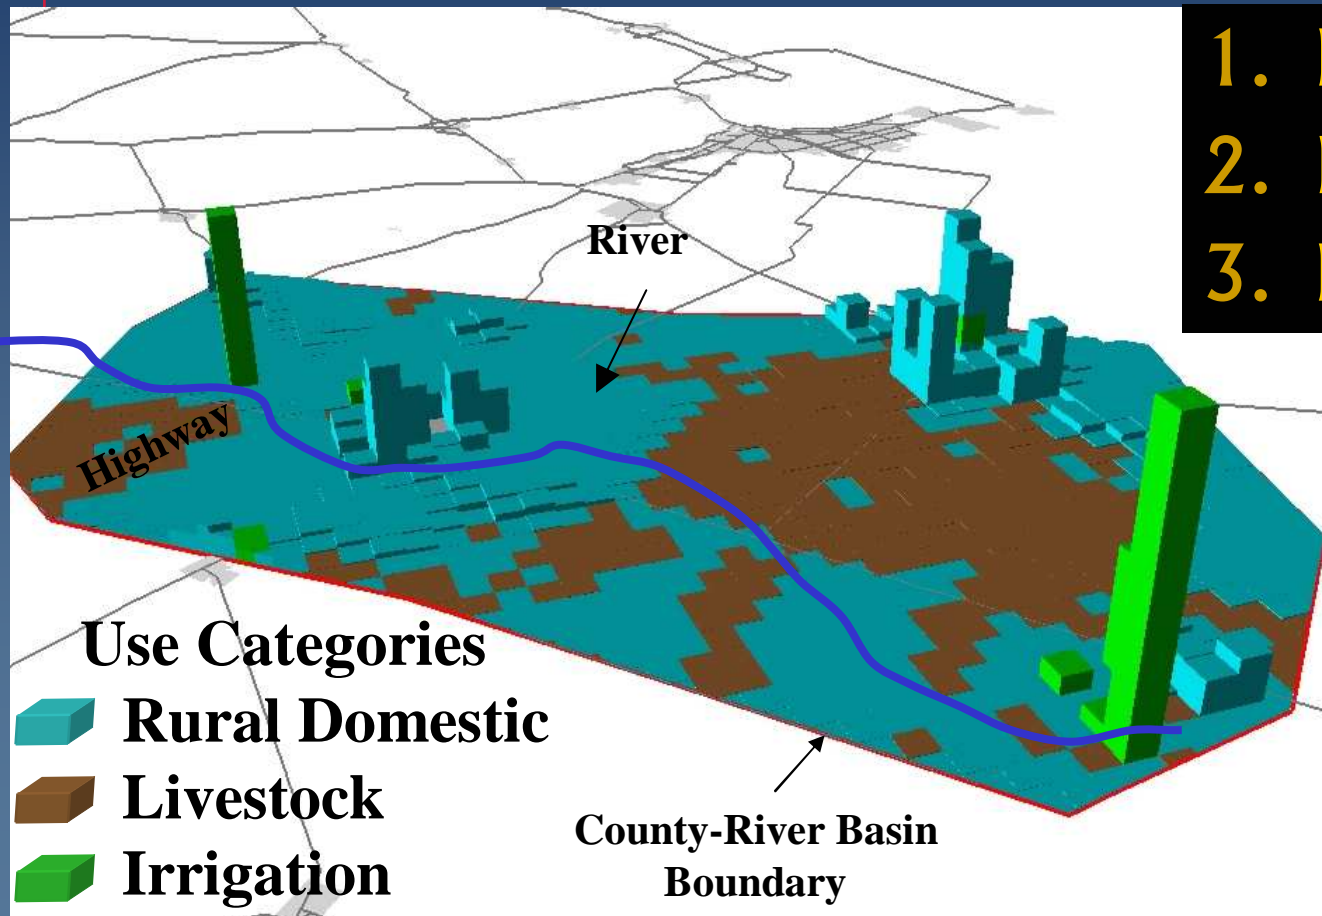 1.
2.
3.
River
Highway
Use Categories
Rural Domestic
Livestock
Irrigation
County-River Basin
Boundary